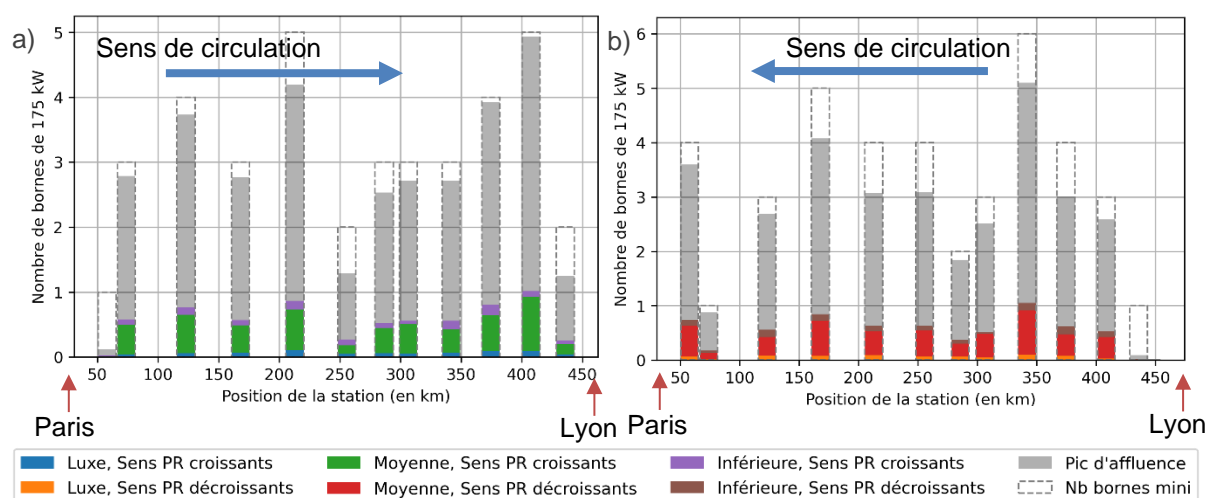 a)
Sens de circulation
Nombre de bornes de 175 kW
5
4
3
2
1
0
50 100 150 200 250 300 350 400 450
Position de la station (en km)
Paris
Lyon
b)
Sens de circulation
Nombre de bornes de 175 kW
6
5
4
3
2
1
0
50 100 150 200 250 300 350 400 450
Position de la station (en km)
Paris
Lyon
Luxe, Sens PR croissants
Moyenne, Sens PR croissants
Inférieure, Sens PR croissants
Pic d'affluence
Luxe, Sens PR décroissants
Moyenne, Sens PR décroissants
Inférieure, Sens PR décroissants
Nb bornes mini